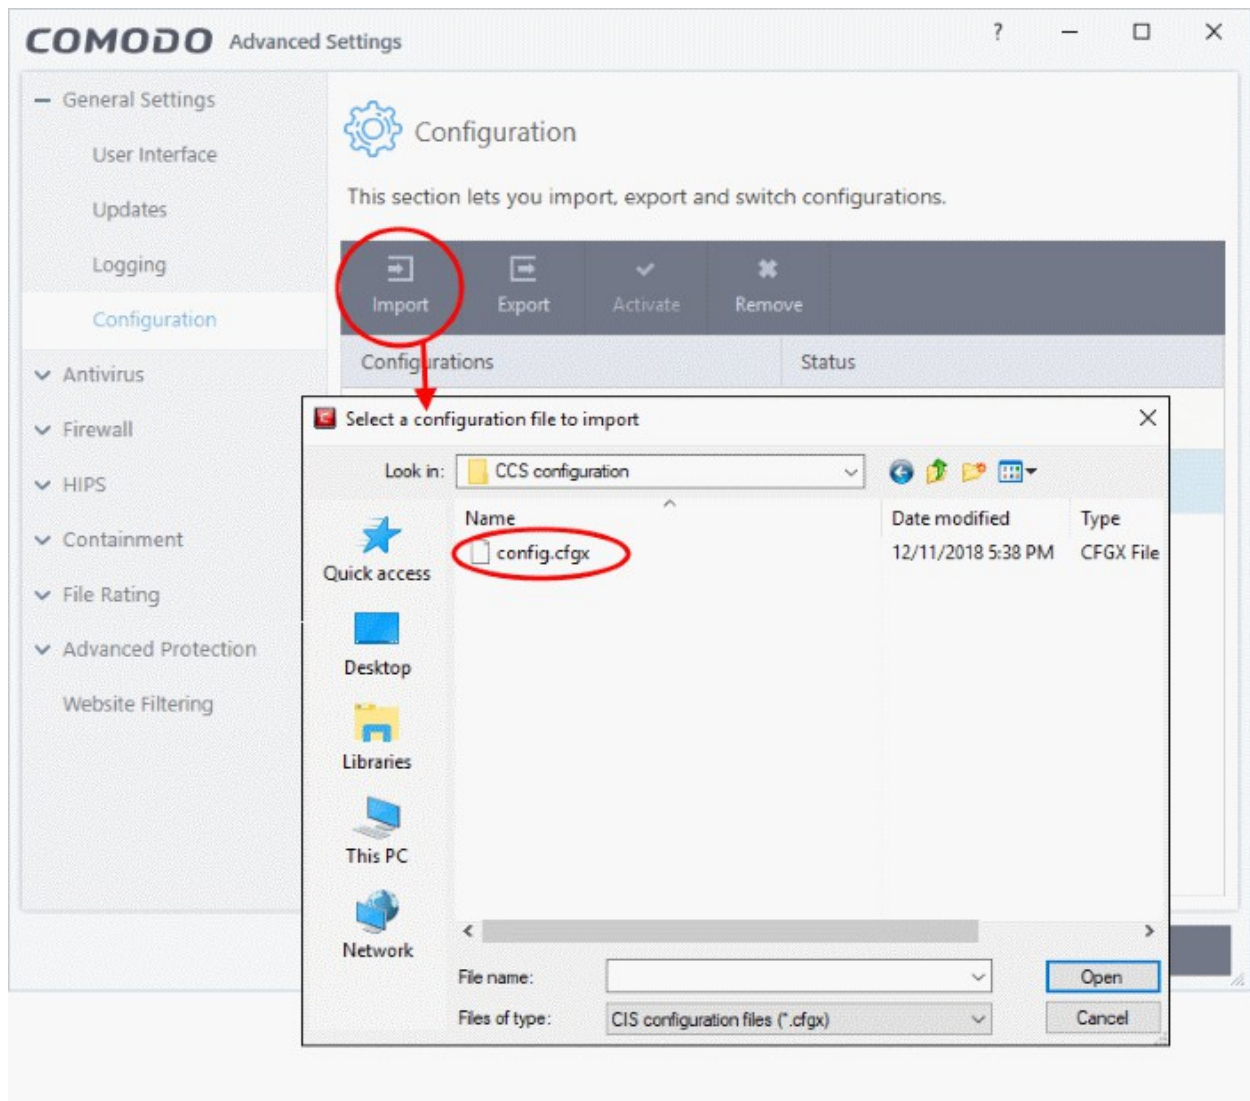 COMODO Advanced Settings
?
General Settings
User Interface
Updates
Logging
Configuration
Antivirus
Firewall
HIPS
Containment
File Rating
Advanced Protection
Website Filtering
Configuration
This section lets you import, export and switch configurations.
Import Export Activate Remove
Configurations Status
Select a configuration file to import
Look in: CCS configuration
Name Date modified Type
config.cfgx 12/11/2018 5:38 PM CFGX File
Quick access
Desktop
Libraries
This PC
Network
File name: Open
Files of type: CIS configuration files (*.cfgx) Cancel